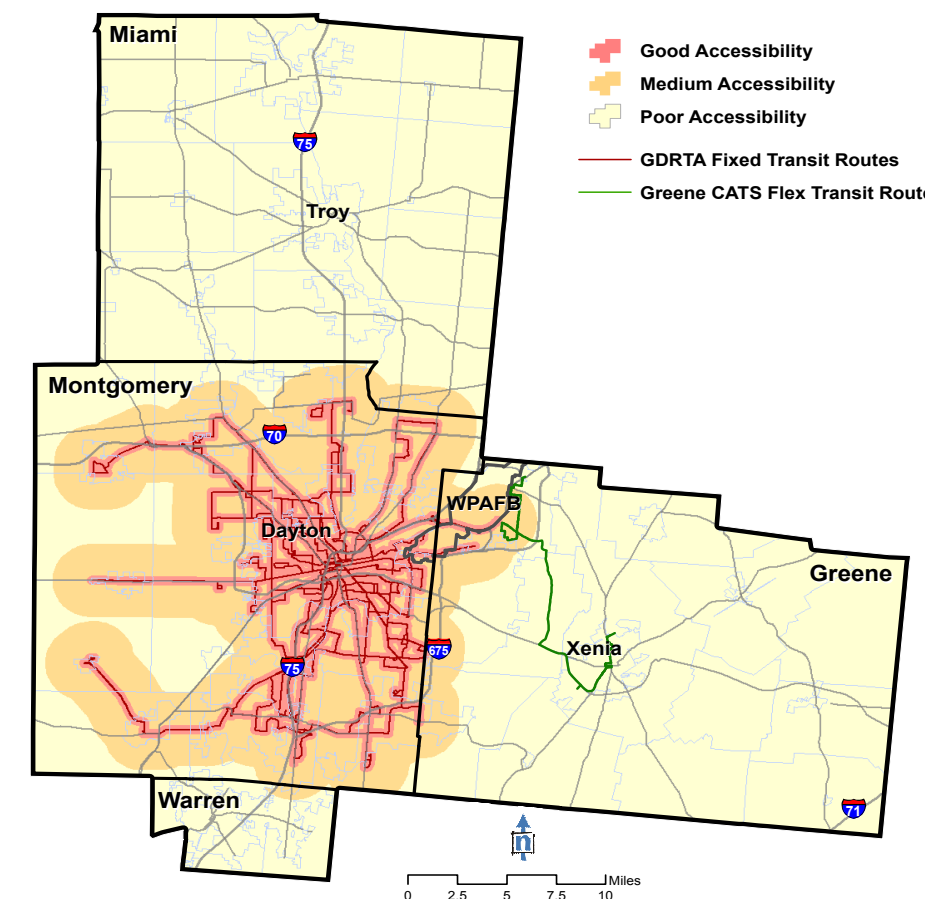 Miami
Good Accessibility
Medium Accessibility
Poor Accessibility
GDRTA Fixed Transit Routes
Greene CATS Flex Transit Route
75
Troy
Montgomery
70
WPAFB
Dayton
Greene
Xenia
675
75
Warren
71
n
Miles
0 2.5 5 7.5 10